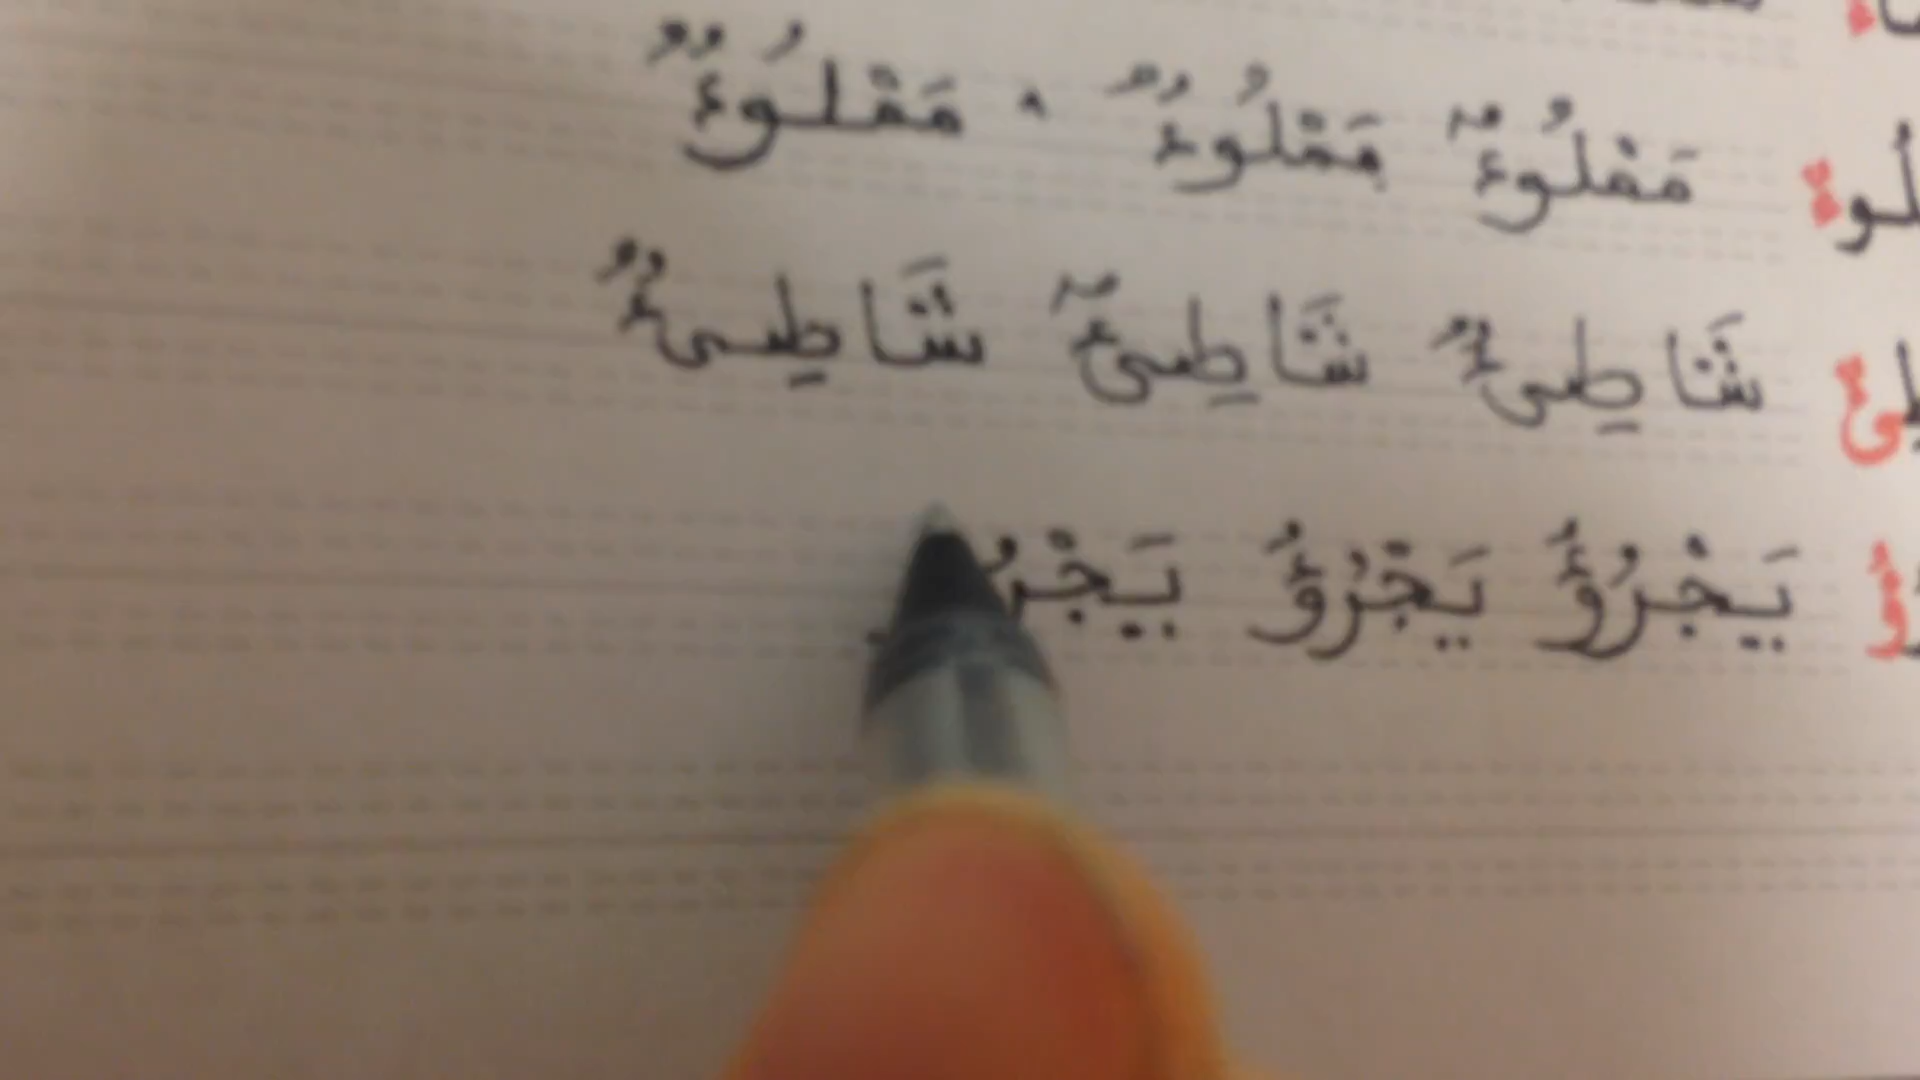 مَمْلُوءٌ مَمْلُوءٌ مَمْلُوءٌ
شَاطِئٌ شَاطِئٌ شَاطِئٌ
يَجْرُؤُ يَجْرُؤُ يَجْرُ